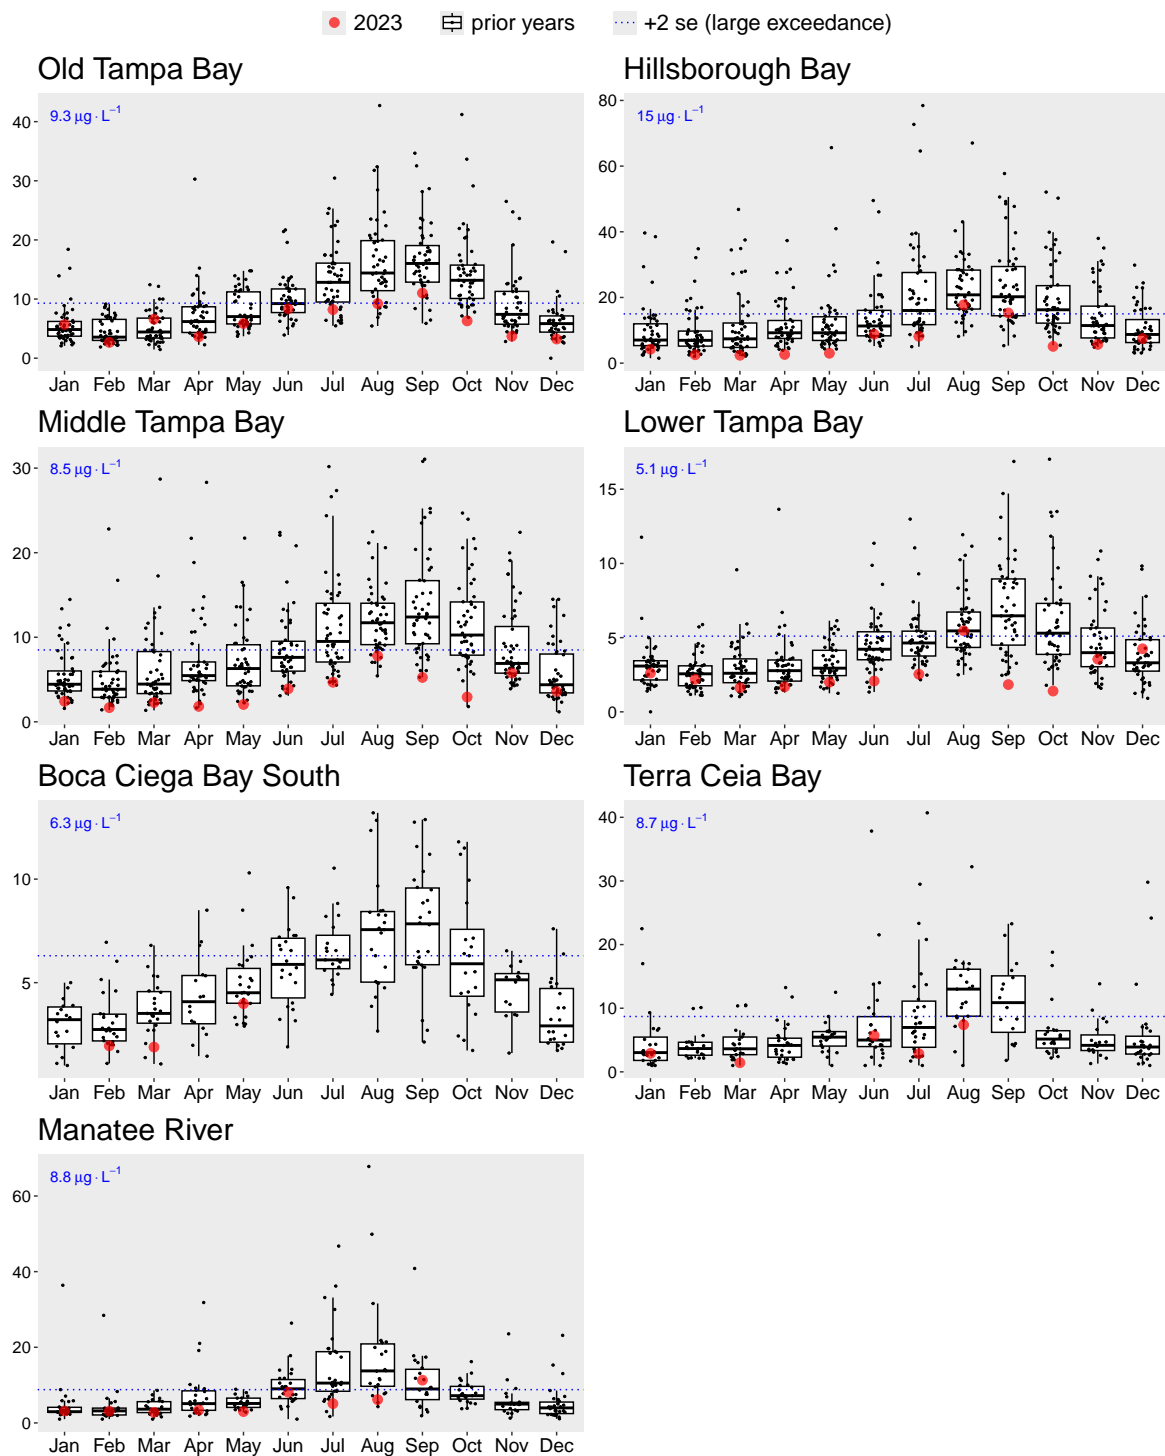 2023 prior years +2 se (large exceedance)
Old Tampa Bay
9.3 µg · L⁻¹
40
30
20
10
0
Jan Feb Mar Apr May Jun Jul Aug Sep Oct Nov Dec
Hillsborough Bay
15 µg · L⁻¹
80
60
40
20
0
Jan Feb Mar Apr May Jun Jul Aug Sep Oct Nov Dec
Middle Tampa Bay
8.5 µg · L⁻¹
30
20
10
0
Jan Feb Mar Apr May Jun Jul Aug Sep Oct Nov Dec
Lower Tampa Bay
5.1 µg · L⁻¹
15
10
5
0
Jan Feb Mar Apr May Jun Jul Aug Sep Oct Nov Dec
Boca Ciega Bay South
6.3 µg · L⁻¹
10
5
Jan Feb Mar Apr May Jun Jul Aug Sep Oct Nov Dec
Terra Ceia Bay
8.7 µg · L⁻¹
40
30
20
10
0
Jan Feb Mar Apr May Jun Jul Aug Sep Oct Nov Dec
Manatee River
8.8 µg · L⁻¹
60
40
20
0
Jan Feb Mar Apr May Jun Jul Aug Sep Oct Nov Dec